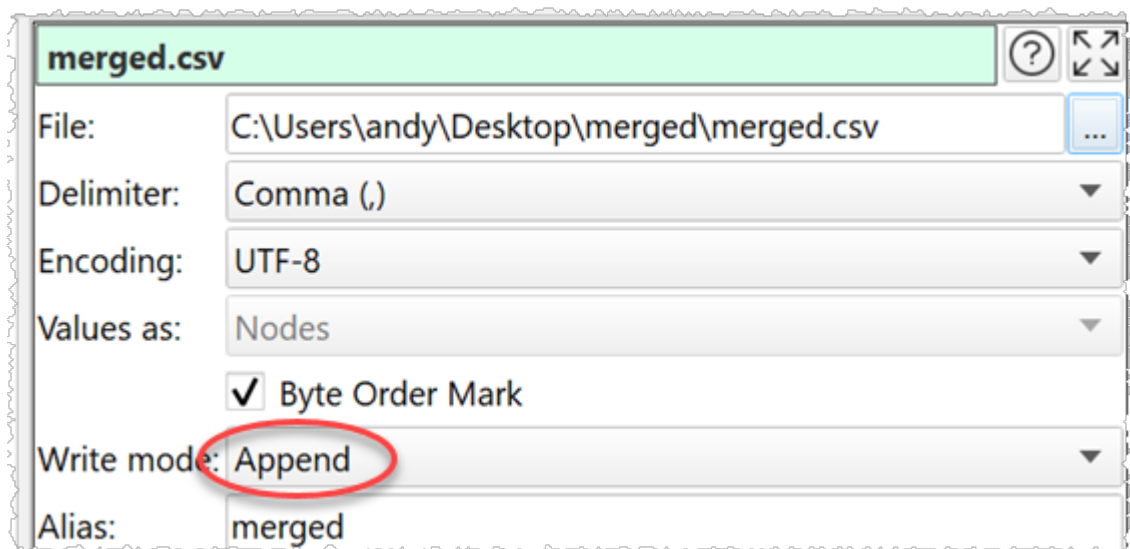 merged.csv
File: C:\Users\andy\Desktop\merged\merged.csv ...
Delimiter: Comma (,)
Encoding: UTF-8
Values as: Nodes
Byte Order Mark
Write mode: Append
Alias: merged